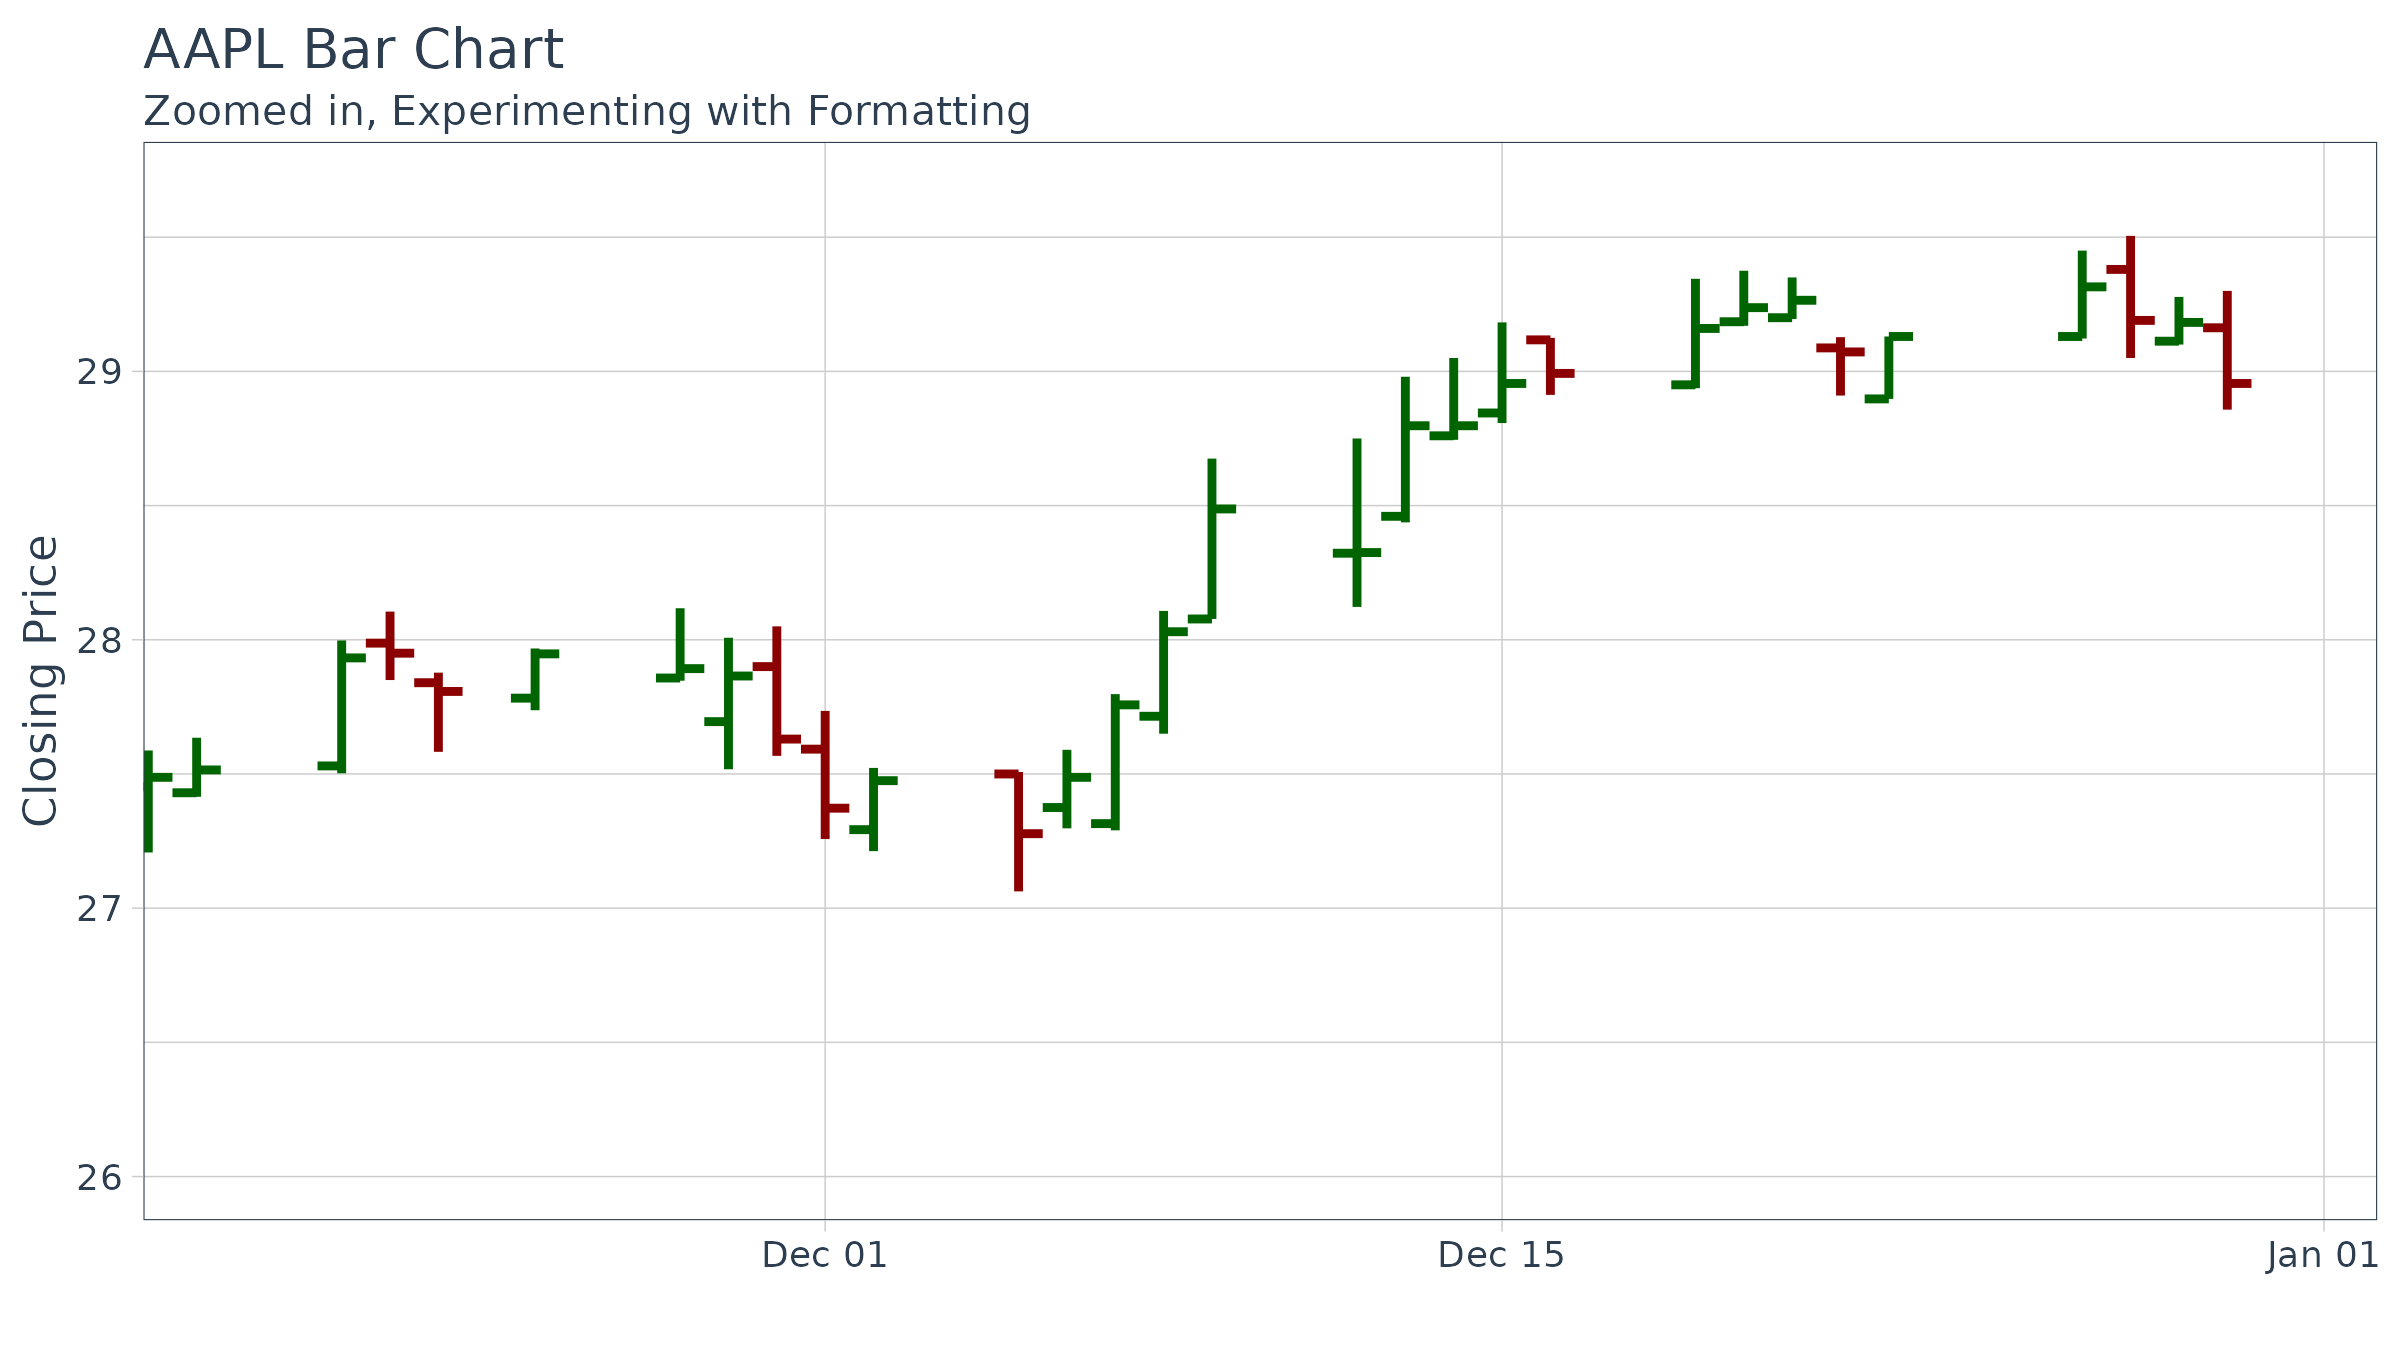 AAPL Bar Chart
Zoomed in, Experimenting with Formatting
Closing Price
29
28
27
26
Dec 01
Dec 15
Jan 01